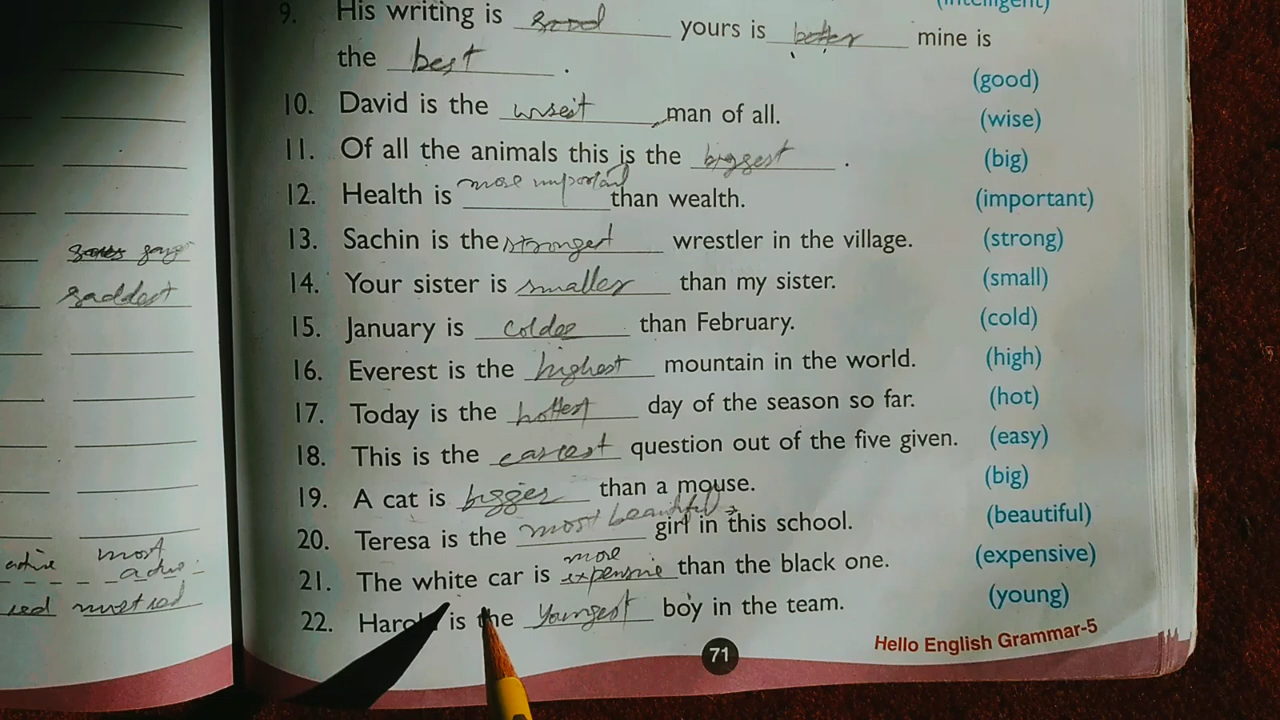 (intelligent)
9. His writing is good yours is better mine is
the best . (good)
10. David is the wiseit man of all. (wise)
11. Of all the animals this is the biggest . (big)
12. Health is more important than wealth. (important)
13. Sachin is the strongest wrestler in the village. (strong)
14. Your sister is smaller than my sister. (small)
15. January is colder than February. (cold)
16. Everest is the highest mountain in the world. (high)
17. Today is the hottest day of the season so far. (hot)
18. This is the easiest question out of the five given. (easy)
19. A cat is bigger than a mouse. (big)
20. Teresa is the most beautiful girl in this school. (beautiful)
21. The white car is more expensive than the black one. (expensive)
22. is the youngest boy in the team. (young)
saddest
most
Hello English Grammar-5
71